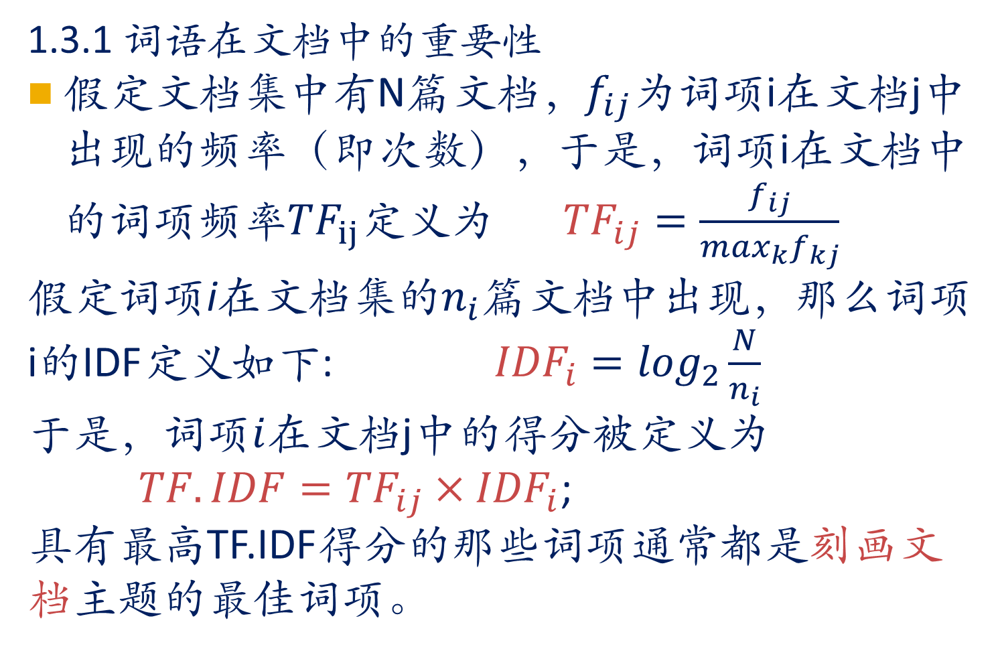 1.3.1 词语在文档中的重要性
■ 假定文档集中有N篇文档，$f_{ij}$为词项i在文档j中
出现的频率（即次数），于是，词项i在文档中
的词项频率$TF_{ij}$定义为 $TF_{ij} = \frac{f_{ij}}{max_k f_{kj}}$
假定词项$i$在文档集的$n_i$篇文档中出现，那么词项
i的IDF定义如下: $IDF_i = log_2 \frac{N}{n_i}$
于是，词项$i$在文档j中的得分被定义为
$TF.IDF = TF_{ij} \times IDF_i$;
具有最高TF.IDF得分的那些词项通常都是刻画文
档主题的最佳词项。